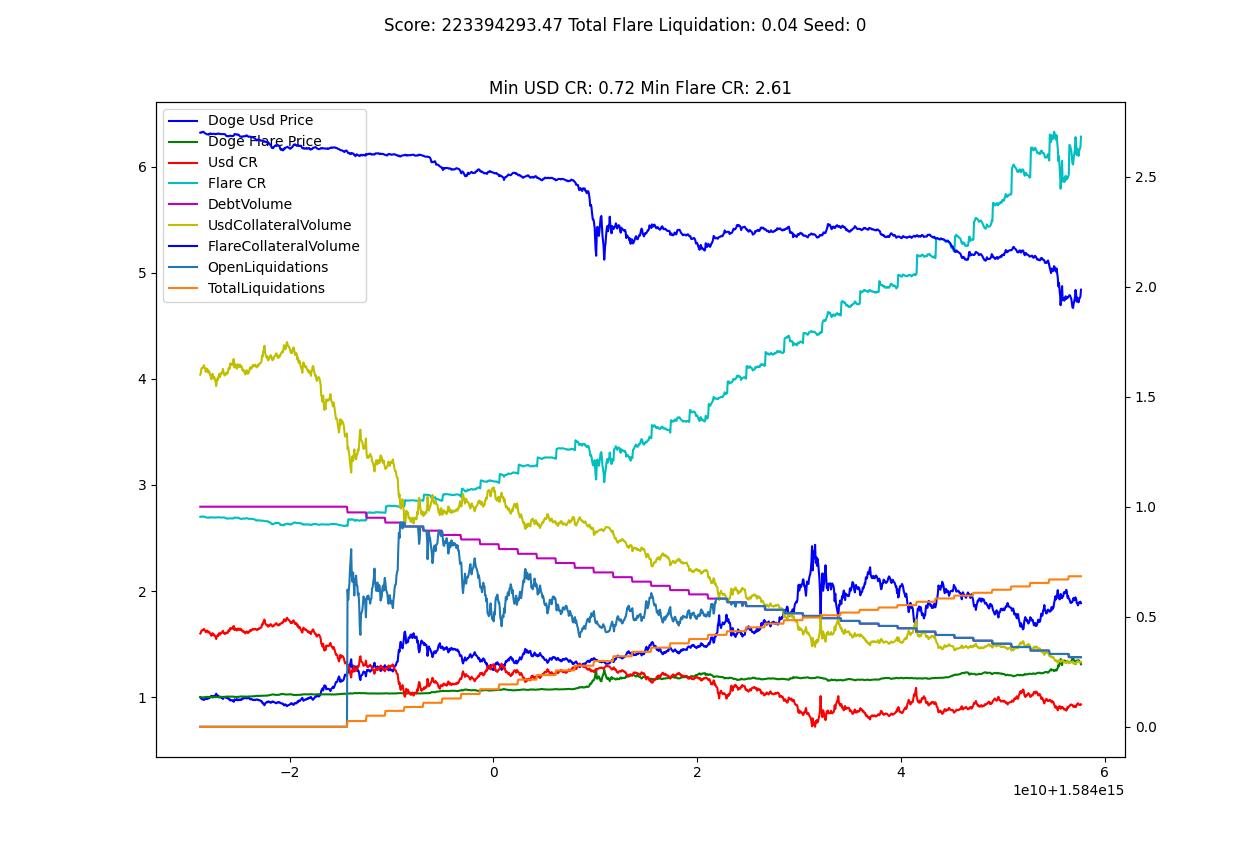 Score: 223394293.47 Total Flare Liquidation: 0.04 Seed: 0
Min USD CR: 0.72 Min Flare CR: 2.61
Doge Usd Price
Doge Flare Price
Usd CR
Flare CR
DebtVolume
UsdCollateralVolume
FlareCollateralVolume
OpenLiquidations
TotalLiquidations
6
5
4
3
2
1
2.5
2.0
1.5
1.0
0.5
0.0
−2
0
2
4
6
1e10+1.584e15